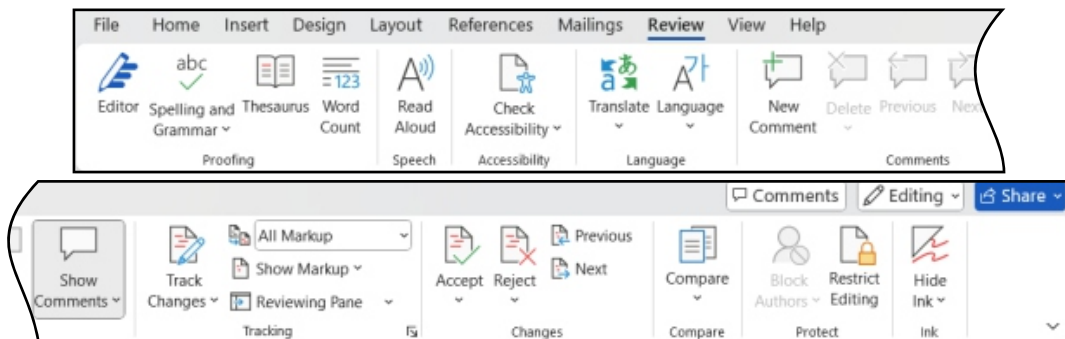 File Home Insert Design Layout References Mailings Review View Help
abc
123
Editor Spelling and Thesaurus Word Read Check Translate Language New Delete Previous Next
Grammar Count Aloud Accessibility Comment
Proofing Speech Accessibility Language Comments
Comments Editing Share
All Markup Previous
Show Track Show Markup Accept Reject Next Compare Block Restrict Hide
Comments Changes Reviewing Pane Authors Editing Ink
Tracking Changes Compare Protect Ink